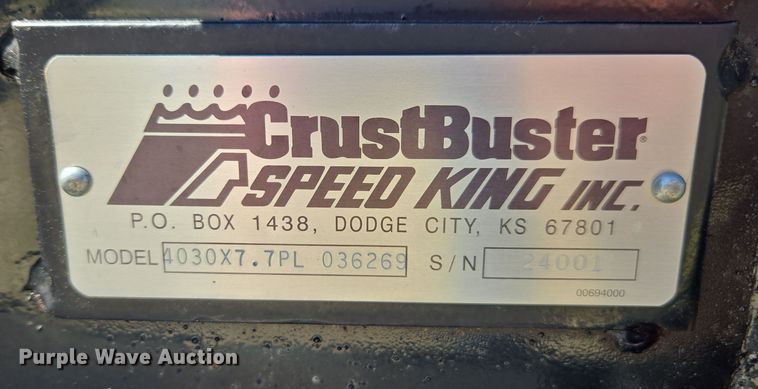 CrustBuster®
SPEED KING INC.
P.O. BOX 1438, DODGE CITY, KS 67801
MODEL 4030X7.7PL 036269 S/N 24001
00694000
Purple Wave Auction